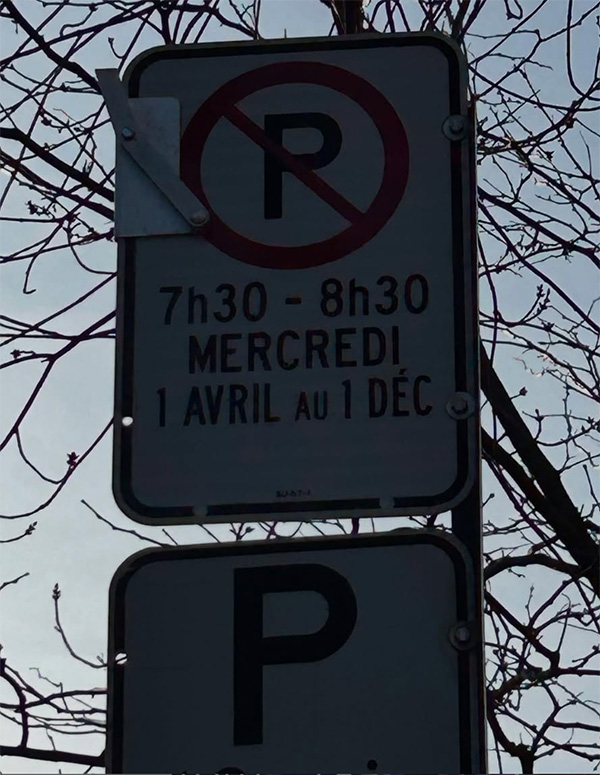 P
7h30 - 8h30
MERCREDI
1 AVRIL AU 1 DÉC
P